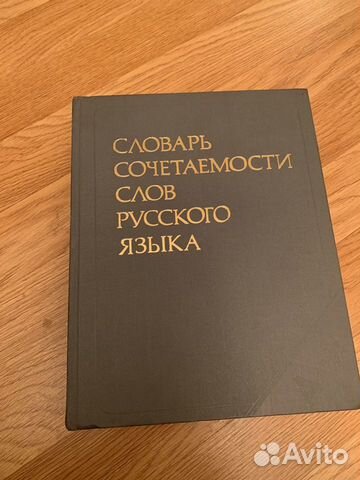 СЛОВАРЬ
СОЧЕТАЕМОСТИ
СЛОВ
РУССКОГО
ЯЗЫКА
Avito